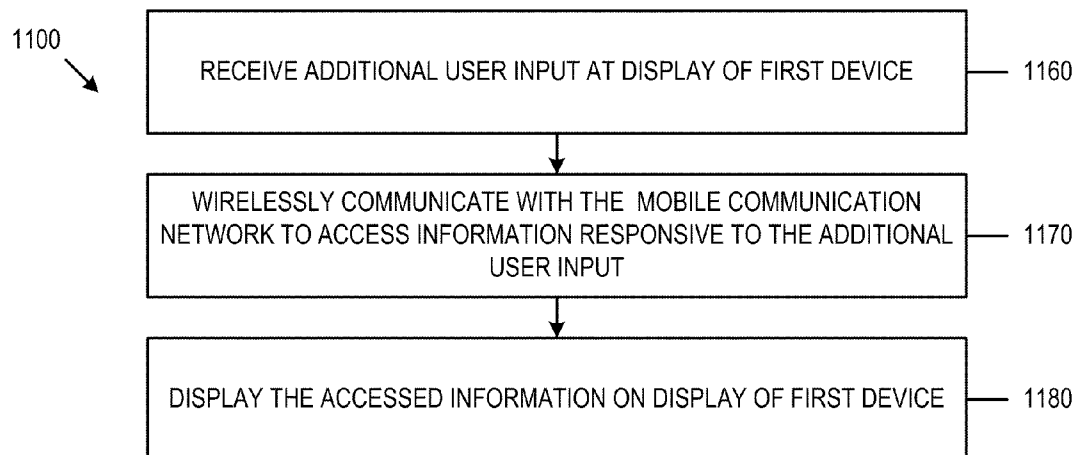 1100
RECEIVE ADDITIONAL USER INPUT AT DISPLAY OF FIRST DEVICE
1160
WIRELESSLY COMMUNICATE WITH THE MOBILE COMMUNICATION
NETWORK TO ACCESS INFORMATION RESPONSIVE TO THE ADDITIONAL
USER INPUT
1170
DISPLAY THE ACCESSED INFORMATION ON DISPLAY OF FIRST DEVICE
1180